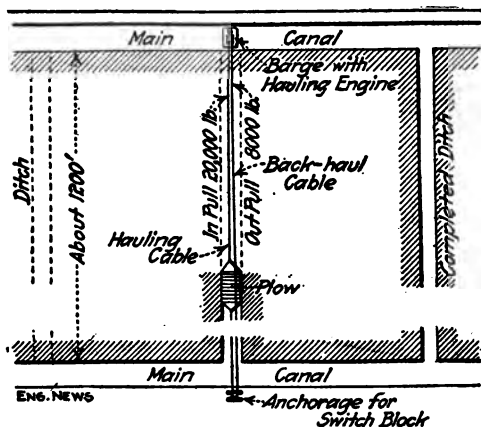 Main Canal
Barge with
Hauling Engine
Ditch
About 1200'
In Pull 20,000 lb.
Out Pull 8000 lb.
Back-haul
Cable
Completed Ditch
Hauling
Cable
Plow
Main Canal
ENG. NEWS
Anchorage for
Switch Block